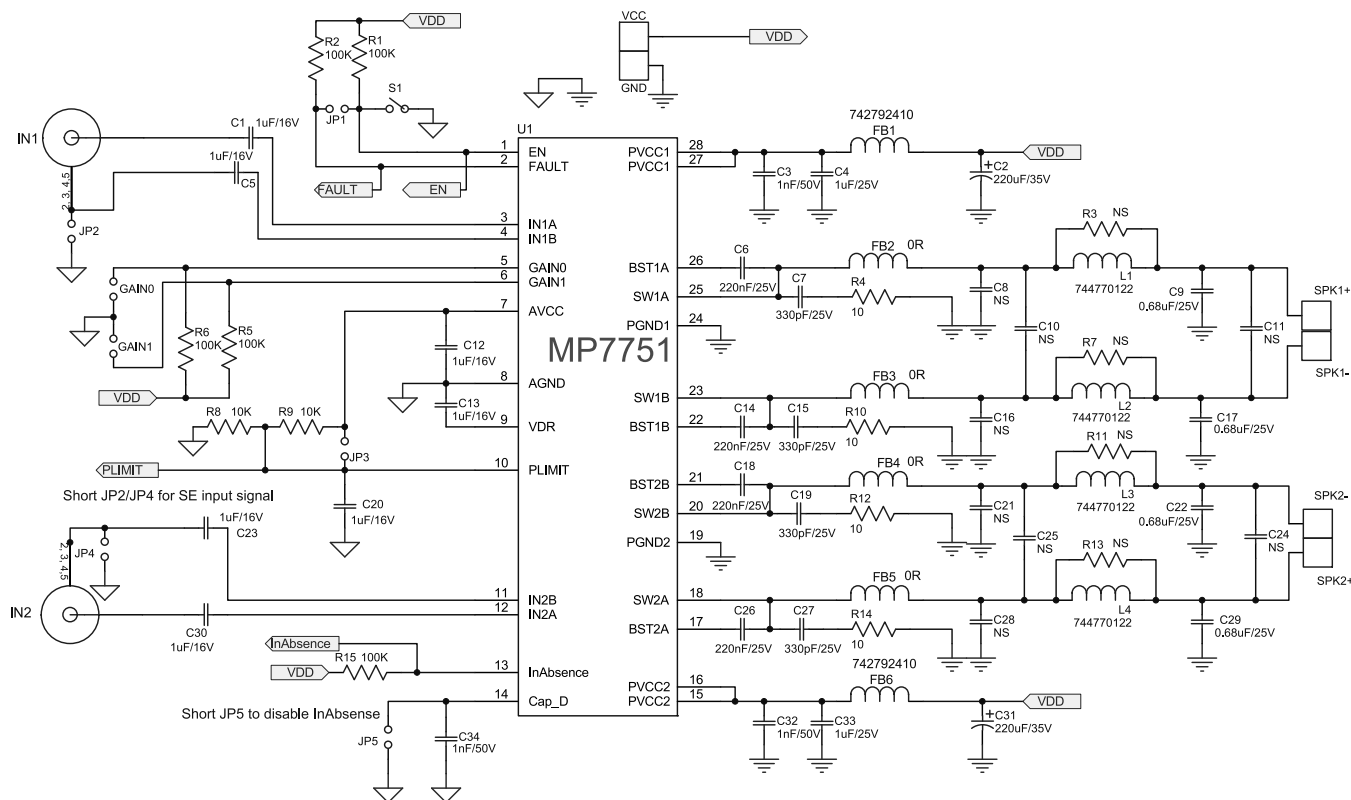 VDD
R2
100K
R1
100K
S1
JP1
VCC
VDD
GND
IN1
C1
1uF/16V
1uF/16V
C5
2, 3, 4,5
JP2
FAULT
EN
U1
MP7751
1
EN
2
FAULT
3
IN1A
4
IN1B
5
GAIN0
6
GAIN1
7
AVCC
8
AGND
9
VDR
10
PLIMIT
11
IN2B
12
IN2A
13
InAbsence
14
Cap_D
PVCC1
28
PVCC1
27
BST1A
26
SW1A
25
PGND1
24
SW1B
23
BST1B
22
BST2B
21
SW2B
20
PGND2
19
SW2A
18
BST2A
17
PVCC2
16
PVCC2
15
GAIN0
GAIN1
R6
100K
R5
100K
VDD
R8
10K
R9
10K
C12
1uF/16V
C13
1uF/16V
JP3
PLIMIT
Short JP2/JP4 for SE input signal
C20
1uF/16V
1uF/16V
C23
2, 3, 4,5
JP4
IN2
C30
1uF/16V
InAbsence
VDD
R15 100K
Short JP5 to disable InAbsense
JP5
C34
1nF/50V
742792410
FB1
VDD
C3
1nF/50V
C4
1uF/25V
C2
220uF/35V
C6
220nF/25V
C7
330pF/25V
FB2
0R
R4
10
C8
NS
C10
NS
R3
NS
L1
744770122
C9
0.68uF/25V
C11
NS
SPK1+
SPK1-
R7
NS
L2
744770122
FB3
0R
C14
220nF/25V
C15
330pF/25V
R10
10
C16
NS
C17
0.68uF/25V
C18
220nF/25V
C19
330pF/25V
FB4
0R
R12
10
C21
NS
C25
NS
R11
NS
L3
744770122
C22
0.68uF/25V
C24
NS
SPK2-
SPK2+
R13
NS
L4
744770122
FB5
0R
C26
220nF/25V
C27
330pF/25V
R14
10
C28
NS
C29
0.68uF/25V
742792410
FB6
VDD
C32
1nF/50V
C33
1uF/25V
C31
220uF/35V